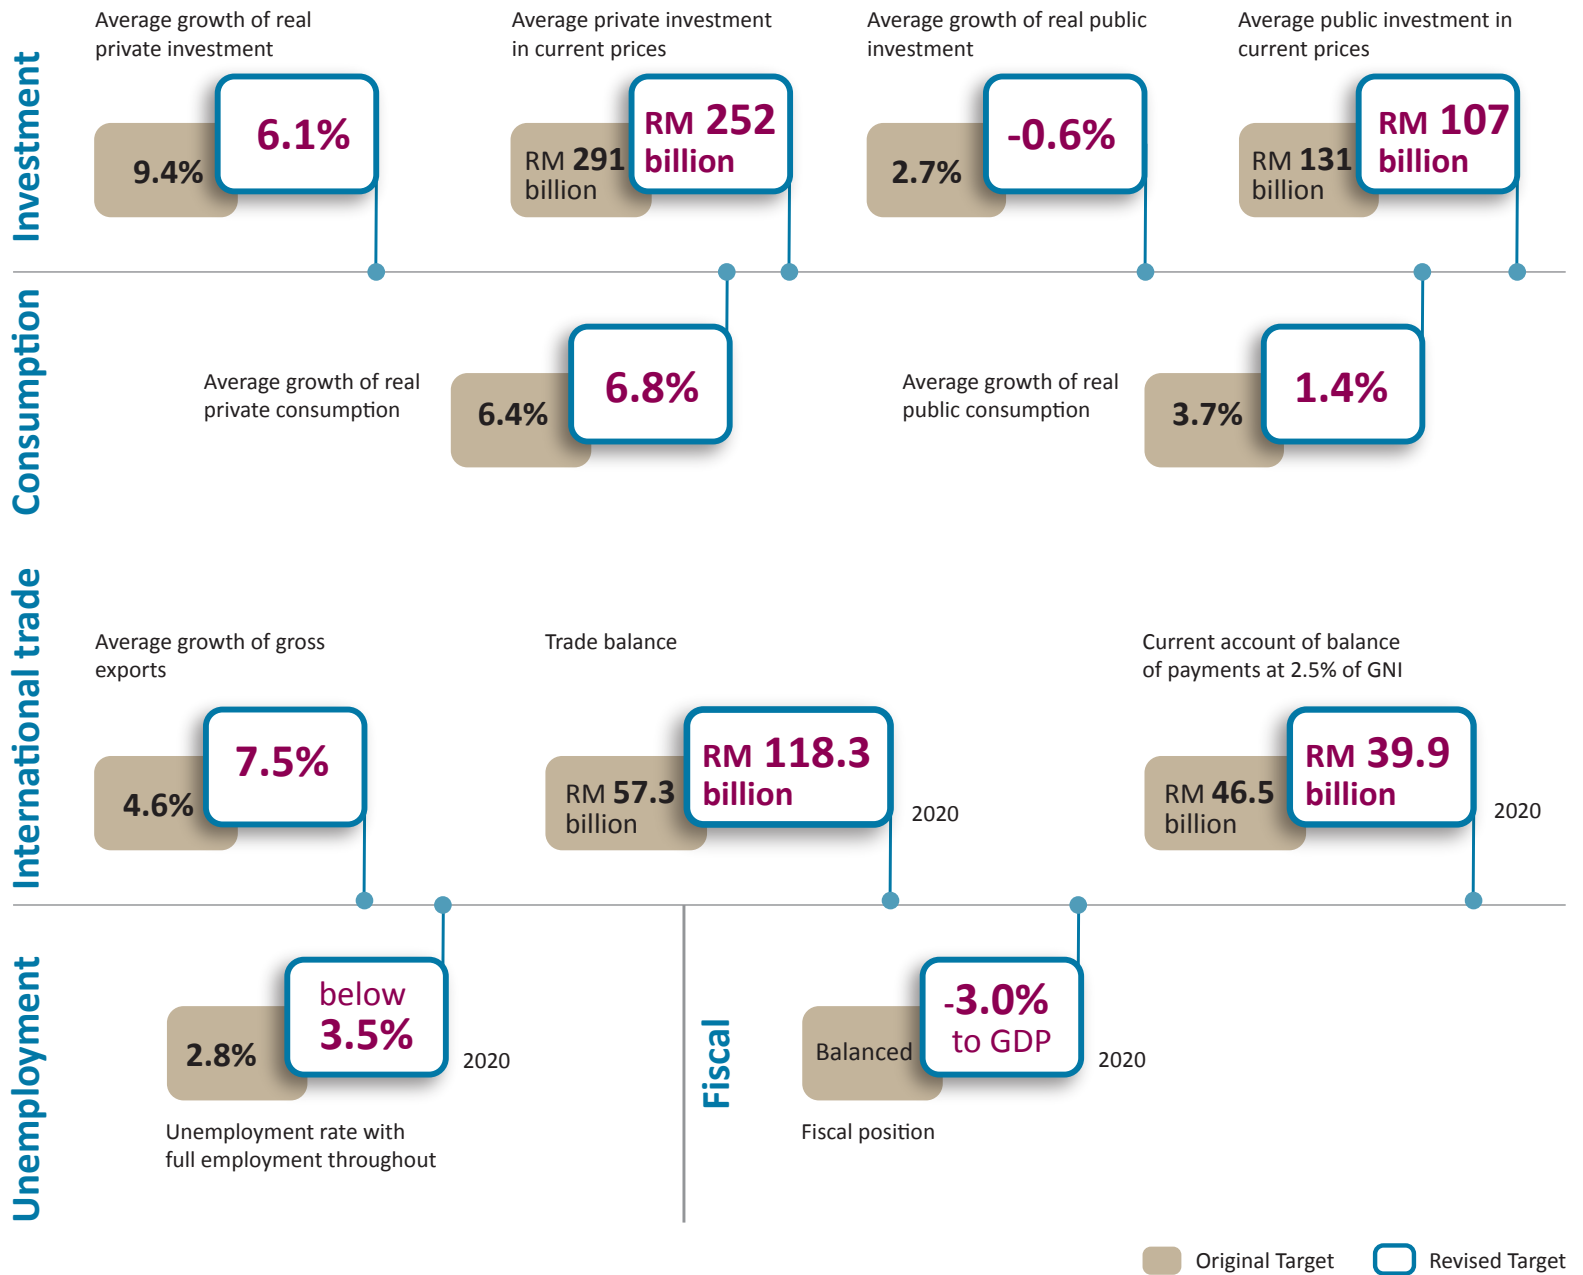 Investment
Average growth of real
private investment
9.4%
6.1%
Average private investment
in current prices
RM 291
billion
RM 252
billion
Average growth of real public
investment
2.7%
-0.6%
Average public investment in
current prices
RM 131
billion
RM 107
billion
Consumption
Average growth of real
private consumption
6.4%
6.8%
Average growth of real
public consumption
3.7%
1.4%
International trade
Average growth of gross
exports
4.6%
7.5%
Trade balance
RM 57.3
billion
RM 118.3
billion
2020
Current account of balance
of payments at 2.5% of GNI
RM 46.5
billion
RM 39.9
billion
2020
Unemployment
2.8%
below
3.5%
2020
Unemployment rate with
full employment throughout
Fiscal
Balanced
-3.0%
to GDP
2020
Fiscal position
Original Target
Revised Target